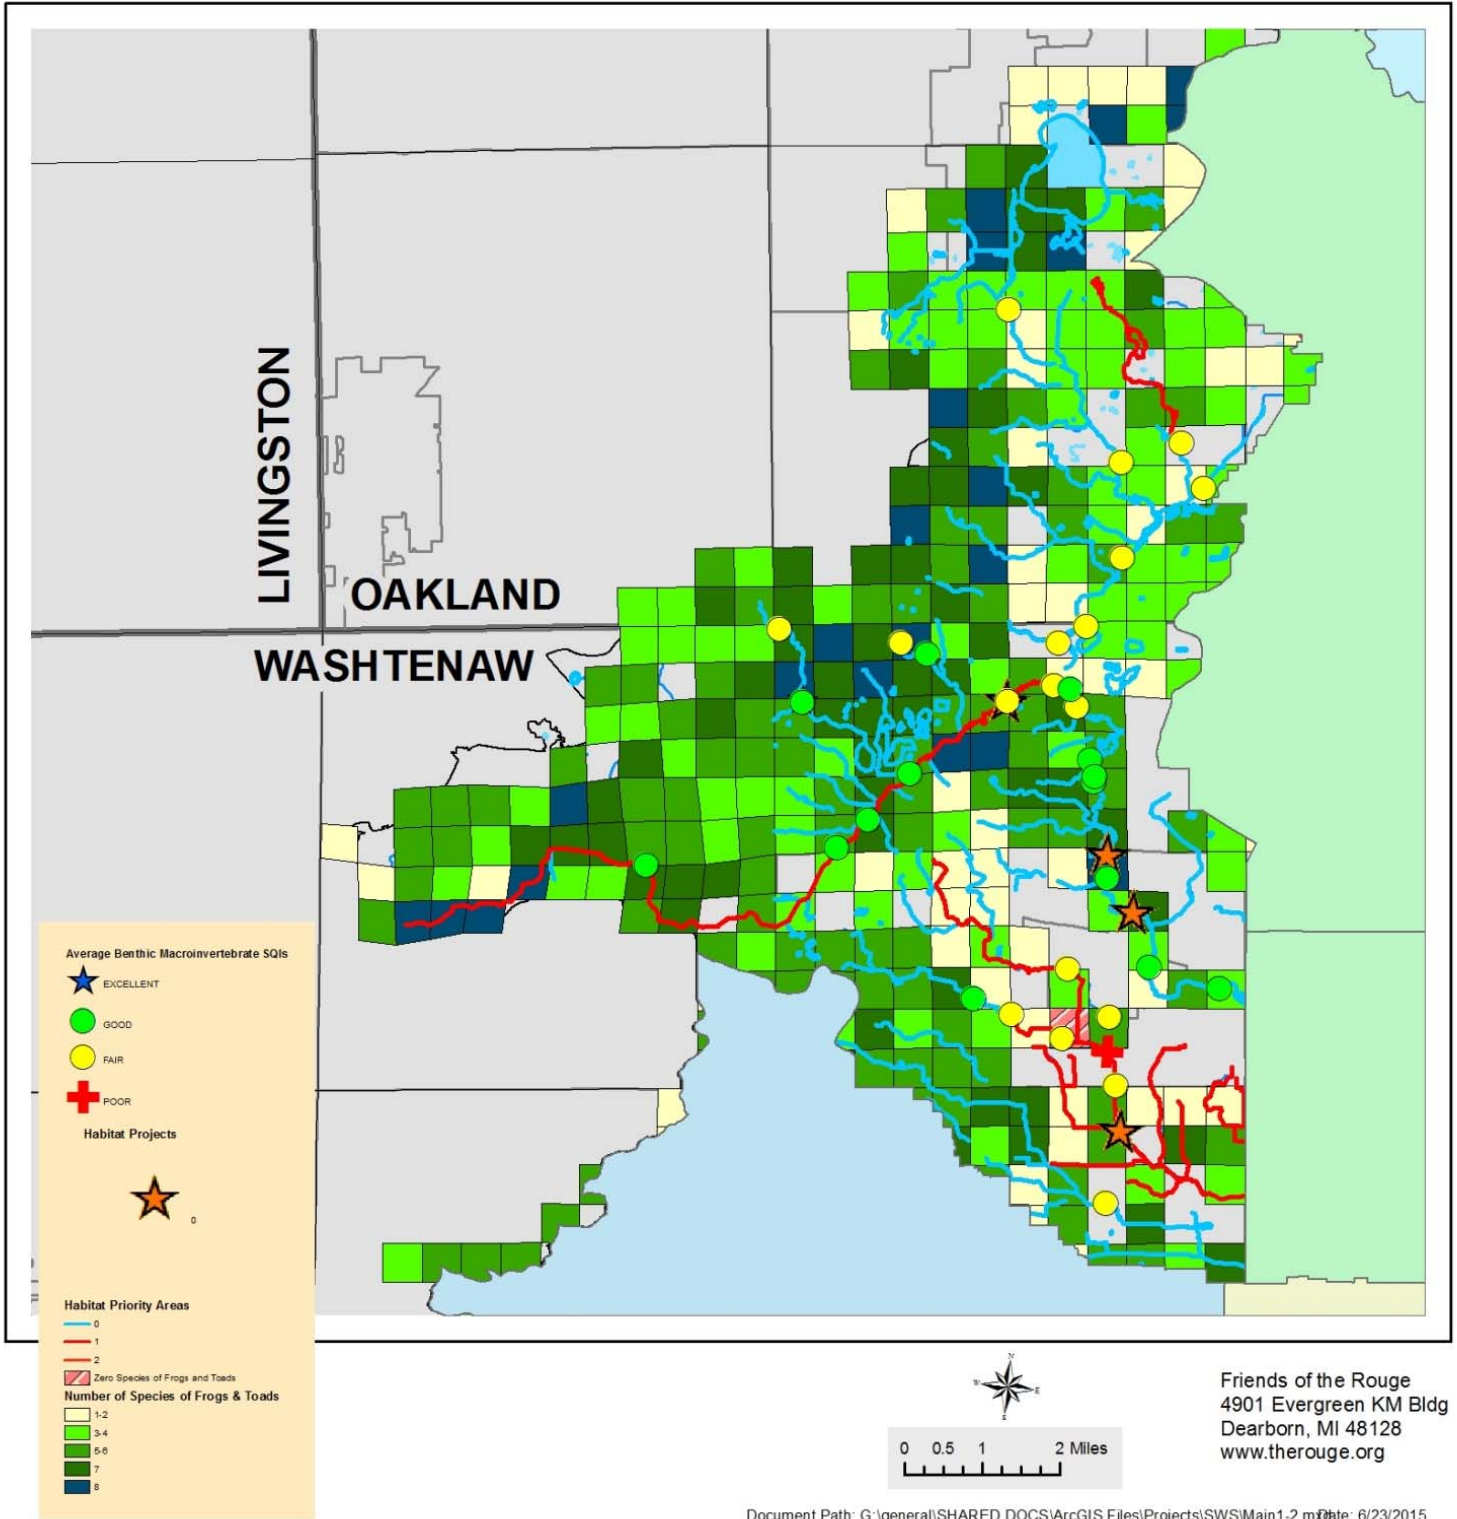 LIVINGSTON
OAKLAND
WASHTENAW
Average Benthic Macroinvertebrate SQIs
EXCELLENT
GOOD
FAIR
POOR
Habitat Projects
0
Habitat Priority Areas
0
1
2
Zero Species of Frogs and Toads
Number of Species of Frogs & Toads
1-2
3-4
5-6
7
8
N
W
E
S
0 0.5 1 2 Miles
Friends of the Rouge
4901 Evergreen KM Bldg
Dearborn, MI 48128
www.therouge.org
Document Path: G:\general\SHARED DOCS\ArcGIS Files\Projects\SWS\Main1-2.mxd Date: 6/23/2015